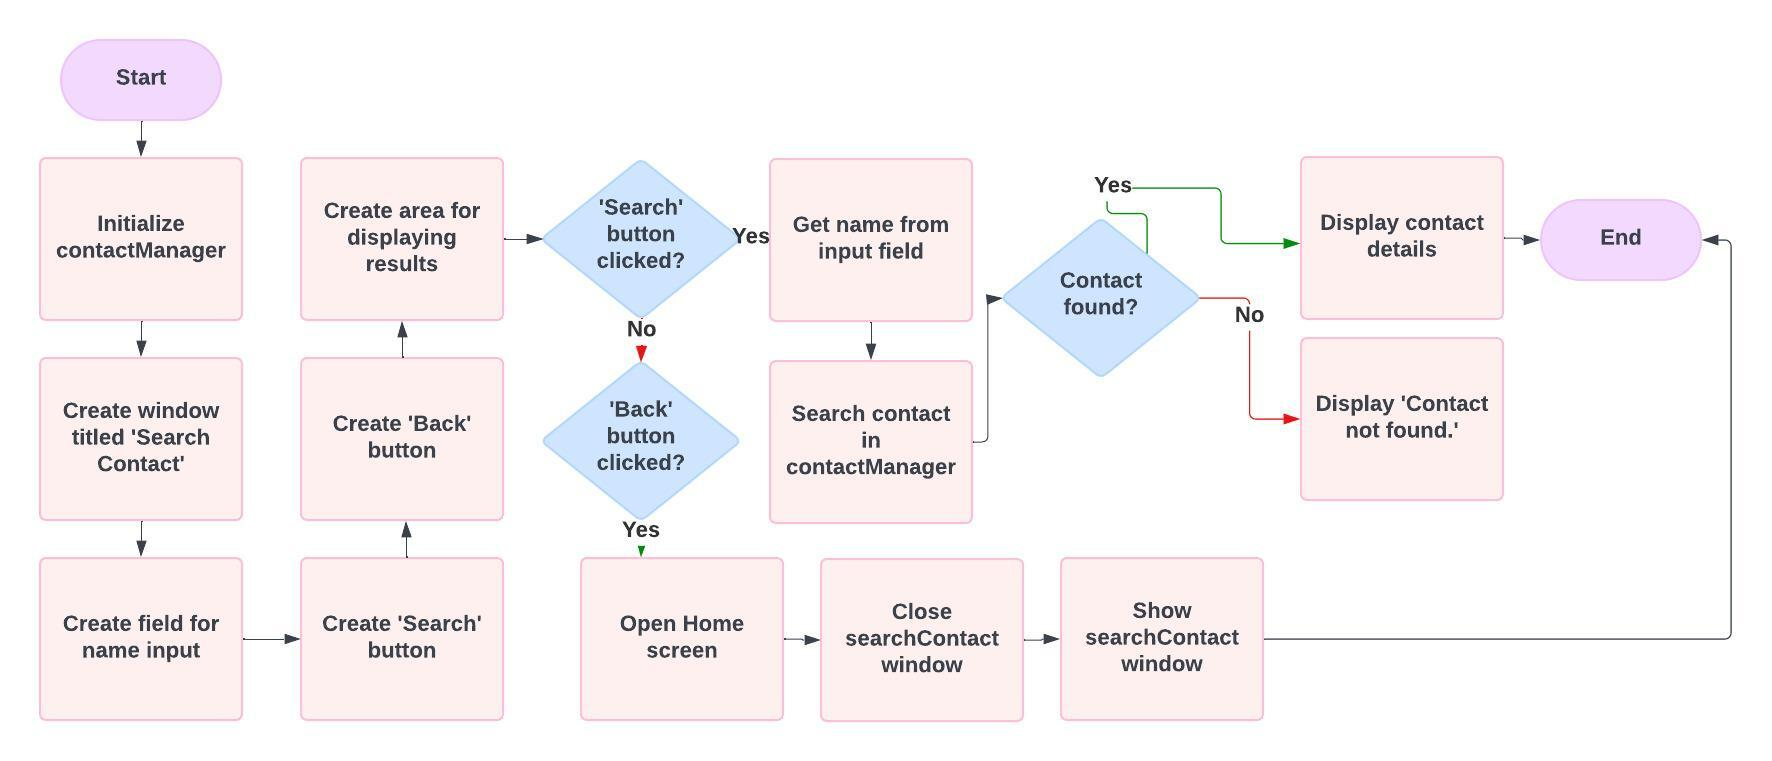 Start
Initialize
contactManager
Create window
titled 'Search
Contact'
Create field for
name input
Create 'Search'
button
Create 'Back'
button
Create area for
displaying
results
'Search'
button
clicked?
Yes
No
'Back'
button
clicked?
Yes
Get name from
input field
Search contact
in
contactManager
Contact
found?
Yes
No
Display contact
details
Display 'Contact
not found.'
End
Open Home
screen
Close
searchContact
window
Show
searchContact
window